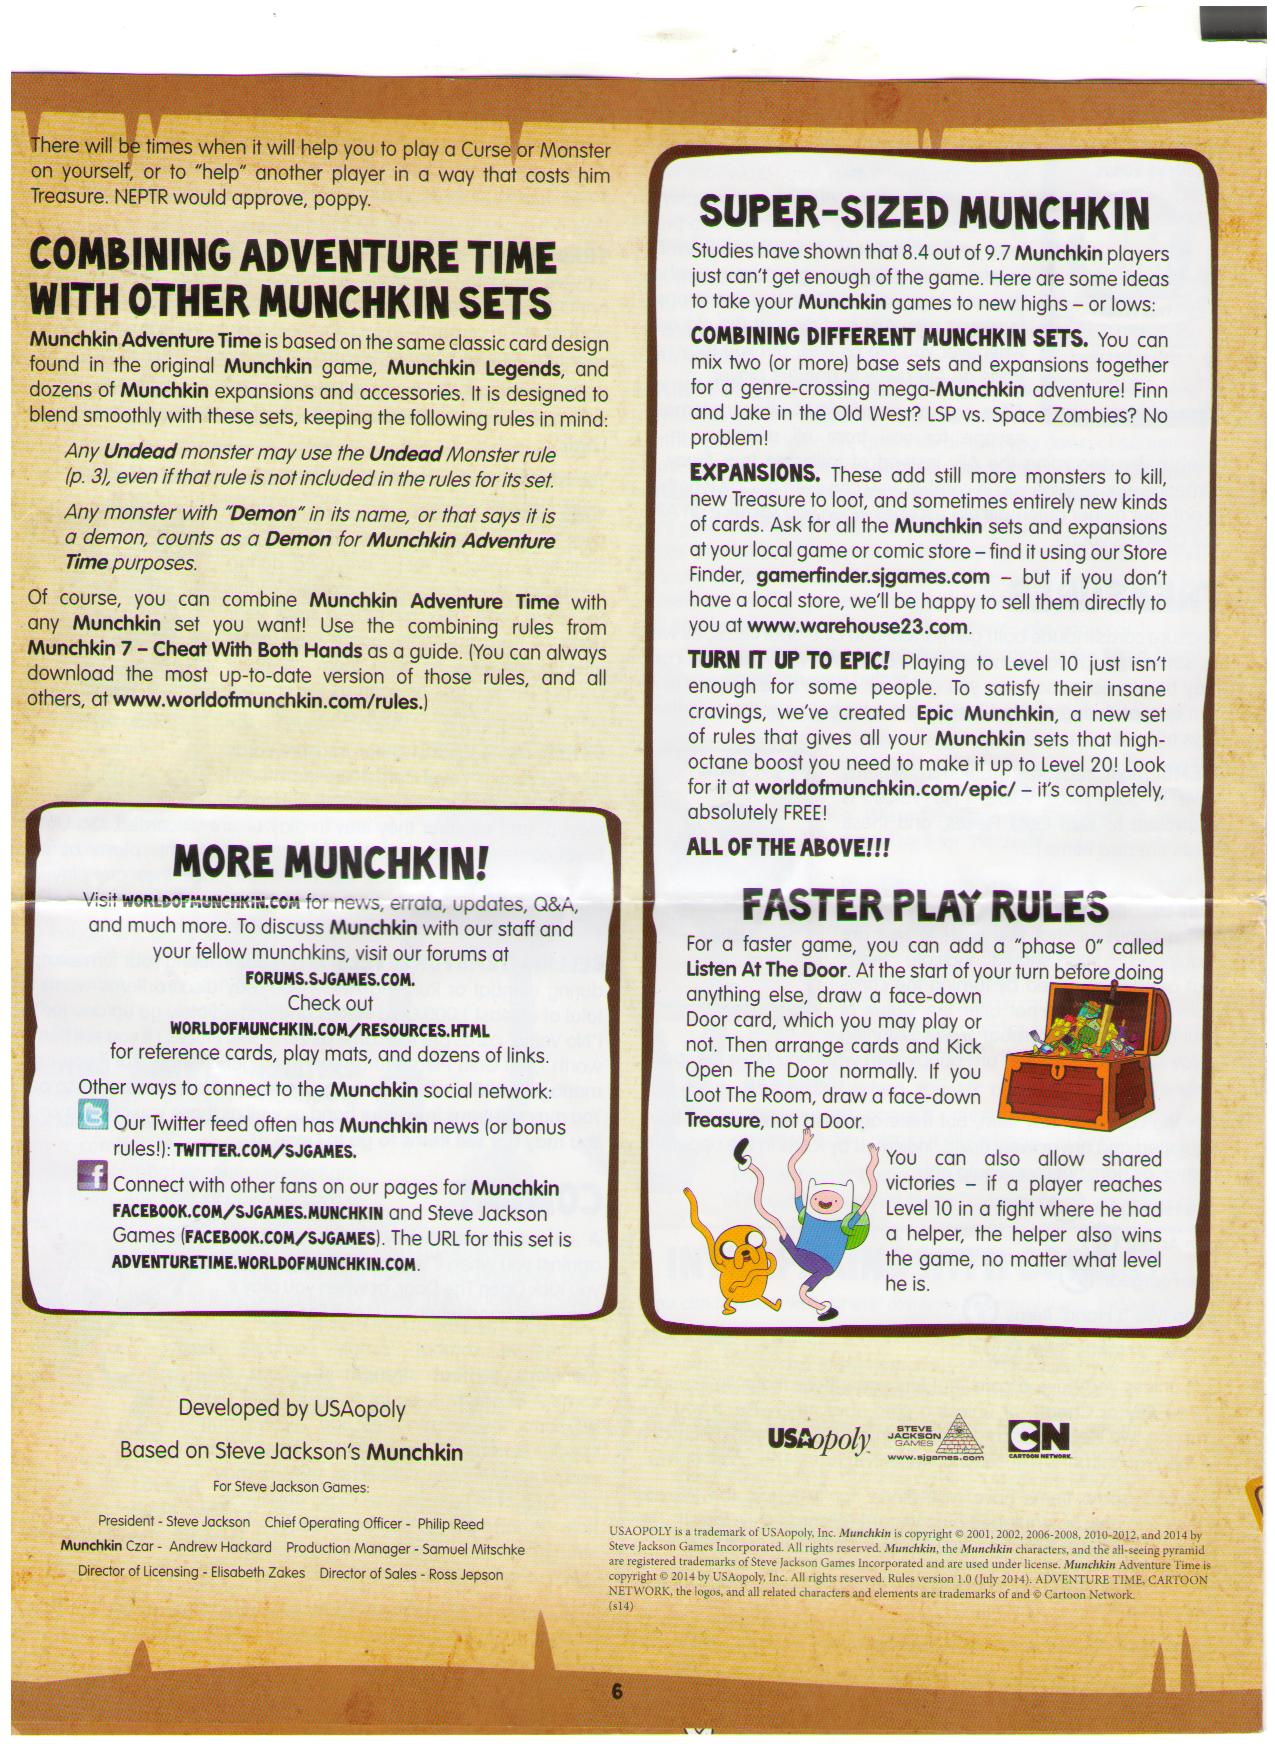 There will be times when it will help you to play a Curse or Monster
on yourself, or to “help” another player in a way that costs him
Treasure. NEPTR would approve, poppy.
COMBINING ADVENTURE TIME
WITH OTHER MUNCHKIN SETS
Munchkin Adventure Time is based on the same classic card design
found in the original Munchkin game, Munchkin Legends, and
dozens of Munchkin expansions and accessories. It is designed to
blend smoothly with these sets, keeping the following rules in mind:
Any Undead monster may use the Undead Monster rule
(p. 3), even if that rule is not included in the rules for its set.
Any monster with “Demon” in its name, or that says it is
a demon, counts as a Demon for Munchkin Adventure
Time purposes.
Of course, you can combine Munchkin Adventure Time with
any Munchkin set you want! Use the combining rules from
Munchkin 7 – Cheat With Both Hands as a guide. (You can always
download the most up-to-date version of those rules, and all
others, at www.worldofmunchkin.com/rules.)
MORE MUNCHKIN!
Visit WORLDOFMUNCHKIN.COM for news, errata, updates, Q&A,
and much more. To discuss Munchkin with our staff and
your fellow munchkins, visit our forums at
FORUMS.SJGAMES.COM.
Check out
WORLDOFMUNCHKIN.COM/RESOURCES.HTML
for reference cards, play mats, and dozens of links.
Other ways to connect to the Munchkin social network:
Our Twitter feed often has Munchkin news (or bonus
rules!): TWITTER.COM/SJGAMES.
Connect with other fans on our pages for Munchkin
FACEBOOK.COM/SJGAMES.MUNCHKIN and Steve Jackson
Games (FACEBOOK.COM/SJGAMES). The URL for this set is
ADVENTURETIME.WORLDOFMUNCHKIN.COM.
SUPER-SIZED MUNCHKIN
Studies have shown that 8.4 out of 9.7 Munchkin players
just can’t get enough of the game. Here are some ideas
to take your Munchkin games to new highs – or lows:
COMBINING DIFFERENT MUNCHKIN SETS. You can
mix two (or more) base sets and expansions together
for a genre-crossing mega-Munchkin adventure! Finn
and Jake in the Old West? LSP vs. Space Zombies? No
problem!
EXPANSIONS. These add still more monsters to kill,
new Treasure to loot, and sometimes entirely new kinds
of cards. Ask for all the Munchkin sets and expansions
at your local game or comic store – find it using our Store
Finder, gamerfinder.sjgames.com – but if you don’t
have a local store, we’ll be happy to sell them directly to
you at www.warehouse23.com.
TURN IT UP TO EPIC! Playing to Level 10 just isn’t
enough for some people. To satisfy their insane
cravings, we’ve created Epic Munchkin, a new set
of rules that gives all your Munchkin sets that high-
octane boost you need to make it up to Level 20! Look
for it at worldofmunchkin.com/epic/ – it’s completely,
absolutely FREE!
ALL OF THE ABOVE!!!
FASTER PLAY RULES
For a faster game, you can add a “phase 0” called
Listen At The Door. At the start of your turn before doing
anything else, draw a face-down
Door card, which you may play or
not. Then arrange cards and Kick
Open The Door normally. If you
Loot The Room, draw a face-down
Treasure, not a Door.
You can also allow shared
victories – if a player reaches
Level 10 in a fight where he had
a helper, the helper also wins
the game, no matter what level
he is.
Developed by USAopoly
Based on Steve Jackson’s Munchkin
For Steve Jackson Games:
President - Steve Jackson Chief Operating Officer - Philip Reed
Munchkin Czar - Andrew Hackard Production Manager - Samuel Mitschke
Director of Licensing - Elisabeth Zakes Director of Sales - Ross Jepson
USAopoly
STEVE
JACKSON
GAMES
www.sjgames.com
CN
CARTOON NETWORK
USAOPOLY is a trademark of USAopoly, Inc. Munchkin is copyright © 2001, 2002, 2006-2008, 2010-2012, and 2014 by
Steve Jackson Games Incorporated. All rights reserved. Munchkin, the Munchkin characters, and the all-seeing pyramid
are registered trademarks of Steve Jackson Games Incorporated and are used under license. Munchkin Adventure Time is
copyright © 2014 by USAopoly, Inc. All rights reserved. Rules version 1.0 (July 2014). ADVENTURE TIME, CARTOON
NETWORK, the logos, and all related characters and elements are trademarks of and © Cartoon Network.
(s14)
6